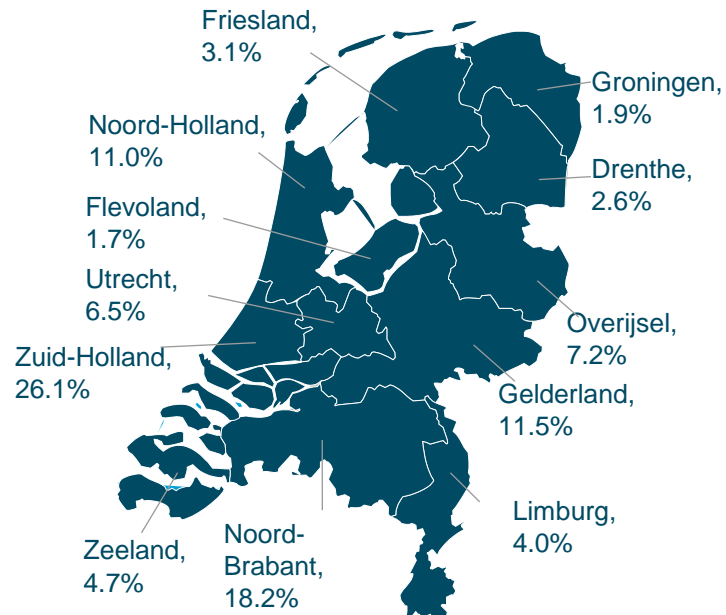 Friesland,
3.1%
Groningen,
1.9%
Noord-Holland,
11.0%
Drenthe,
2.6%
Flevoland,
1.7%
Utrecht,
6.5%
Overijsel,
7.2%
Zuid-Holland,
26.1%
Gelderland,
11.5%
Limburg,
4.0%
Zeeland,
4.7%
Noord-
Brabant,
18.2%